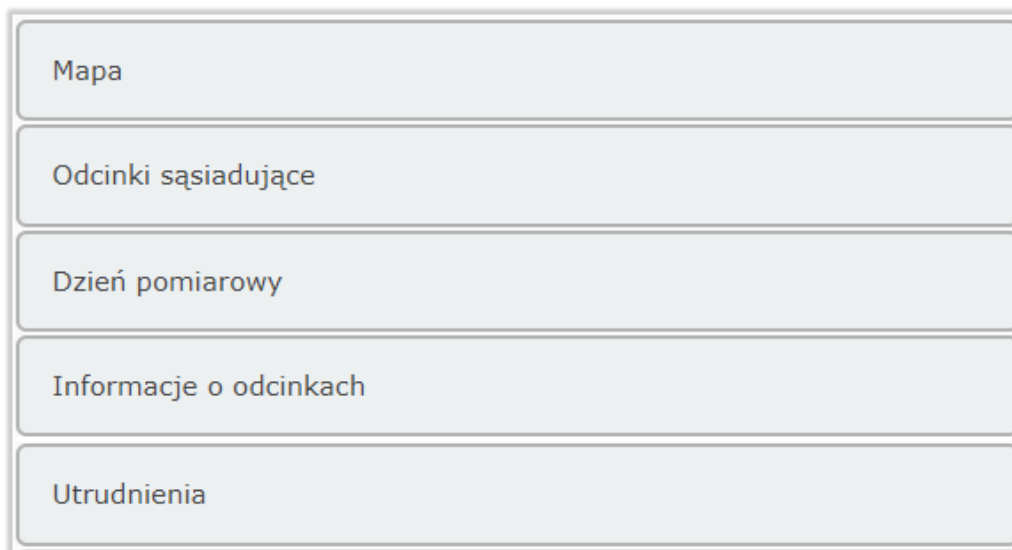 Mapa
Odcinki sąsiadujące
Dzień pomiarowy
Informacje o odcinkach
Utrudnienia